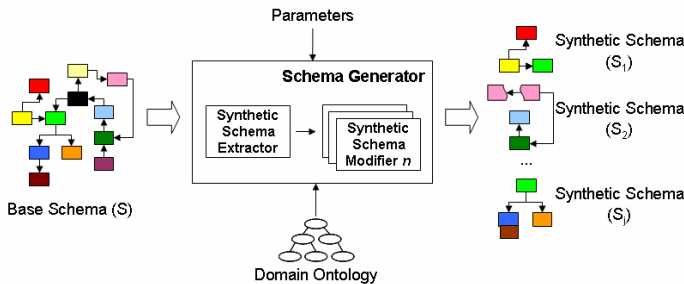 Parameters
Schema Generator
Synthetic
Schema
Extractor
Synthetic
Schema
Modifier n
Base Schema (S)
Domain Ontology
Synthetic Schema
(S1)
Synthetic Schema
(S2)
...
Synthetic Schema
(Sj)